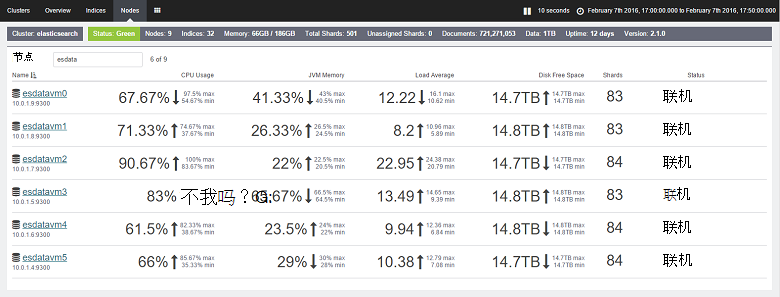 Clusters Overview Indices Nodes 10 seconds February 7th 2016, 17:00:00.000 to February 7th 2016, 17:50:00.000
Cluster: elasticsearch Status: Green Nodes: 9 Indices: 32 Memory: 66GB / 186GB Total Shards: 501 Unassigned Shards: 0 Documents: 721,271,053 Data: 1TB Uptime: 12 days Version: 2.1.0
节点 esdata 6 of 9
Name CPU Usage JVM Memory Load Average Disk Free Space Shards Status
esdatavm0 67.67% 97.5% max 54.67% min 41.33% 43% max 40.5% min 12.22 16.1 max 10.62 min 14.7TB 14.7TB max 14.7TB min 83 联机
10.0.1.9:9300
esdatavm1 71.33% 74.67% max 37.67% min 26.33% 26.5% max 24.5% min 8.2 10.96 max 5.89 min 14.8TB 14.8TB max 14.8TB min 83 联机
10.0.1.8:9300
esdatavm2 90.67% 100% max 83.67% min 22% 22.5% max 20.5% min 22.95 24.38 max 20.79 min 14.7TB 14.7TB max 14.7TB min 84 联机
10.0.1.7:9300
esdatavm3 83% 不我吗？G: 65.67% 66.5% max 64.5% min 13.49 14.65 max 9.39 min 14.8TB 14.8TB max 14.8TB min 83 联机
10.0.1.5:9300
esdatavm4 61.5% 82.33% max 38.67% min 23.5% 24% max 22% min 9.94 12.36 max 6.84 min 14.8TB 14.8TB max 14.8TB min 84 联机
10.0.1.6:9300
esdatavm5 66% 85.67% max 35.33% min 29% 30% max 28% min 10.38 12.79 max 7.08 min 14.7TB 14.7TB max 14.7TB min 84 联机
10.0.1.4:9300